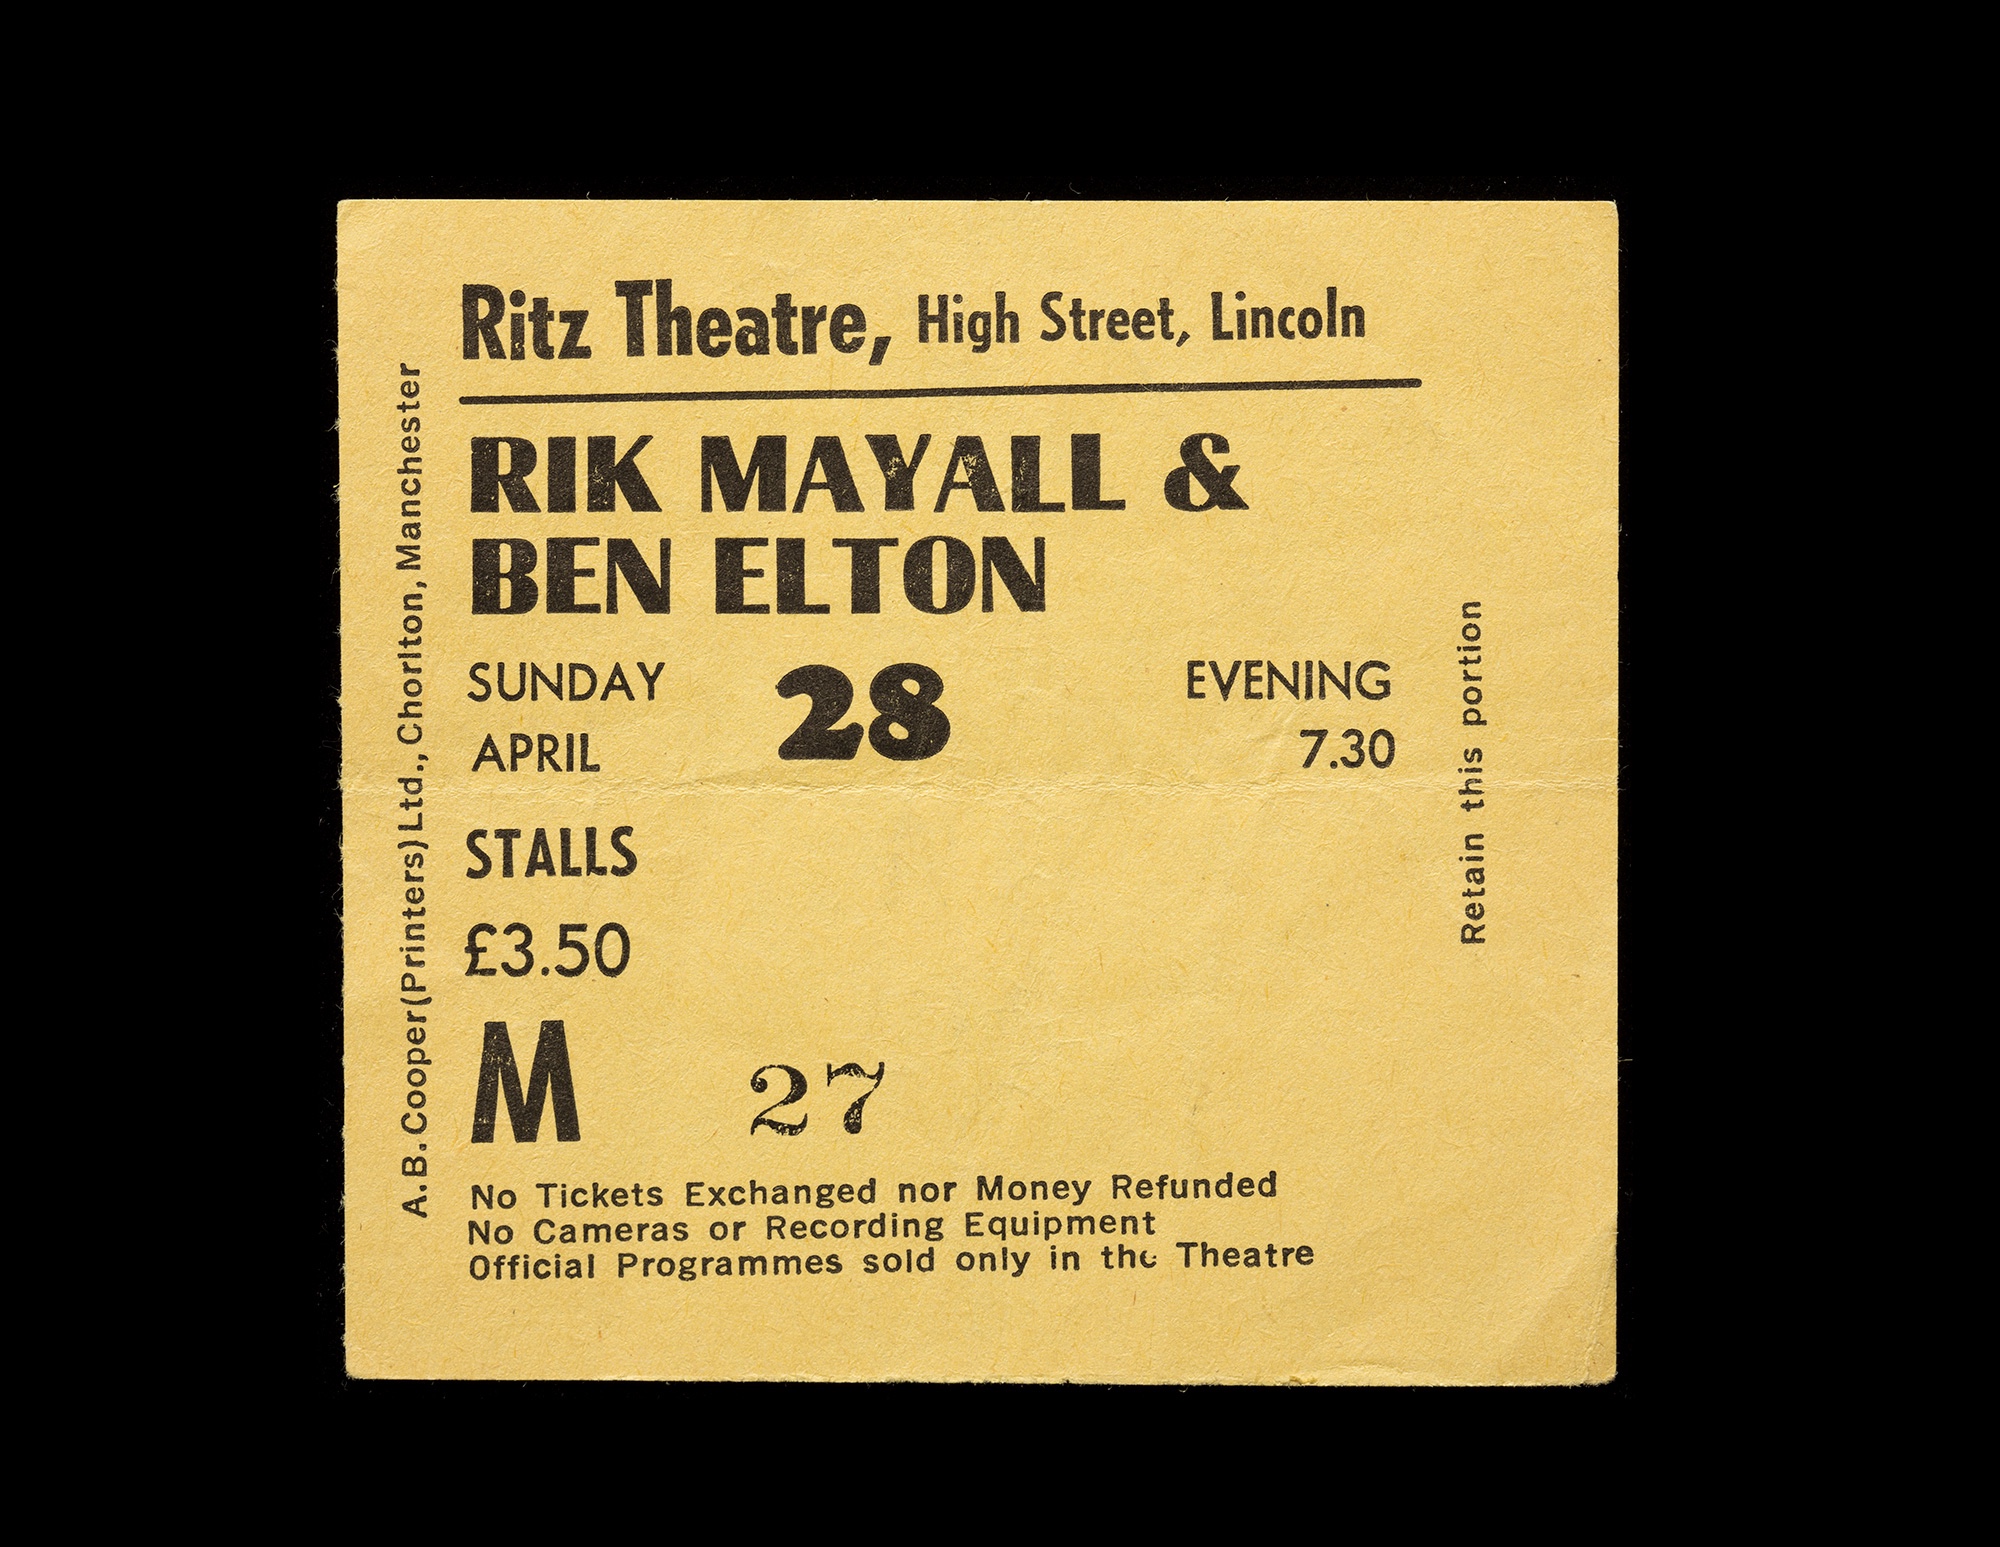 Ritz Theatre, High Street, Lincoln
RIK MAYALL &
BEN ELTON
SUNDAY 28 EVENING
APRIL 7.30
STALLS
£3.50
M 27
No Tickets Exchanged nor Money Refunded
No Cameras or Recording Equipment
Official Programmes sold only in the Theatre
A.B.Cooper(Printers)Ltd., Chorlton, Manchester
Retain this portion